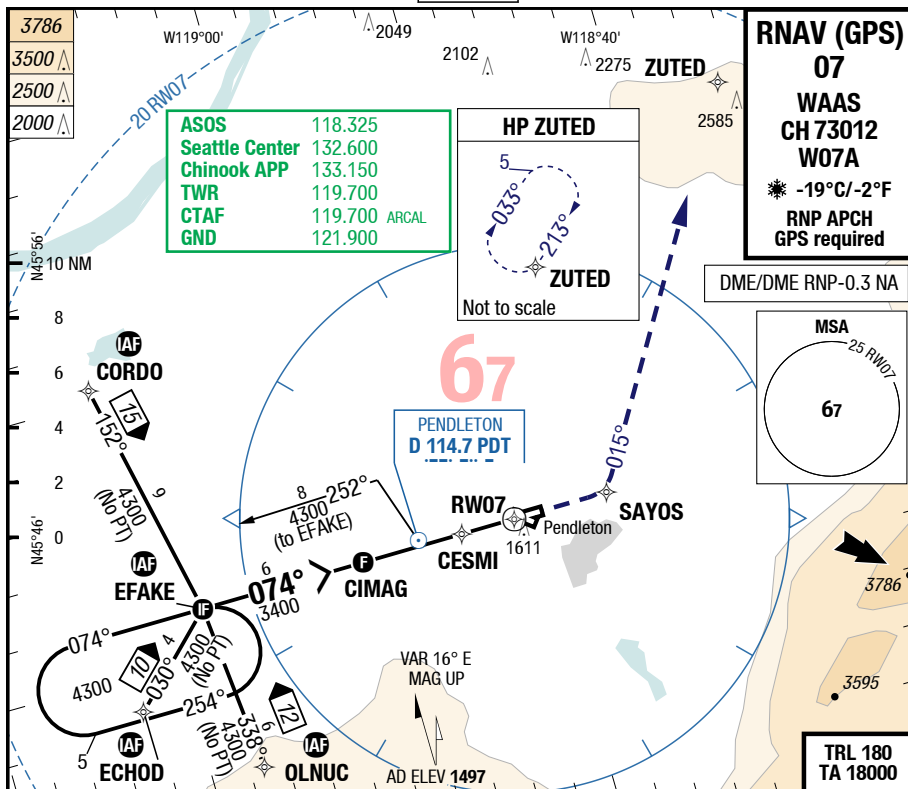 3786
3500
2500
2000
W119°00'
2049
2102
W118°40'
2275
ZUTED
2585
20 RW07
RNAV (GPS)
07
WAAS
CH 73012
W07A
-19°C/-2°F
RNP APCH
GPS required
ASOS 118.325
Seattle Center 132.600
Chinook APP 133.150
TWR 119.700
CTAF 119.700 ARCAL
GND 121.900
HP ZUTED
5
033°
213°
ZUTED
Not to scale
N45°56'
10 NM
8
6
4
2
0
N45°46'
DME/DME RNP-0.3 NA
MSA
25 RW07
67
67
PENDLETON
D 114.7 PDT
IAF
CORDO
15
152°
9
4300
(No PT)
015°
8
252°
4300
(to EFAKE)
RW07
SAYOS
Pendleton
1611
CESMI
F
CIMAG
6
074°
3400
IAF
EFAKE
IF
3786
3595
074°
4300
10
030°
4
4300
(No PT)
254°
5
IAF
ECHOD
338°
6
4300
(No PT)
12
IAF
OLNUC
VAR 16° E
MAG UP
AD ELEV 1497
TRL 180
TA 18000